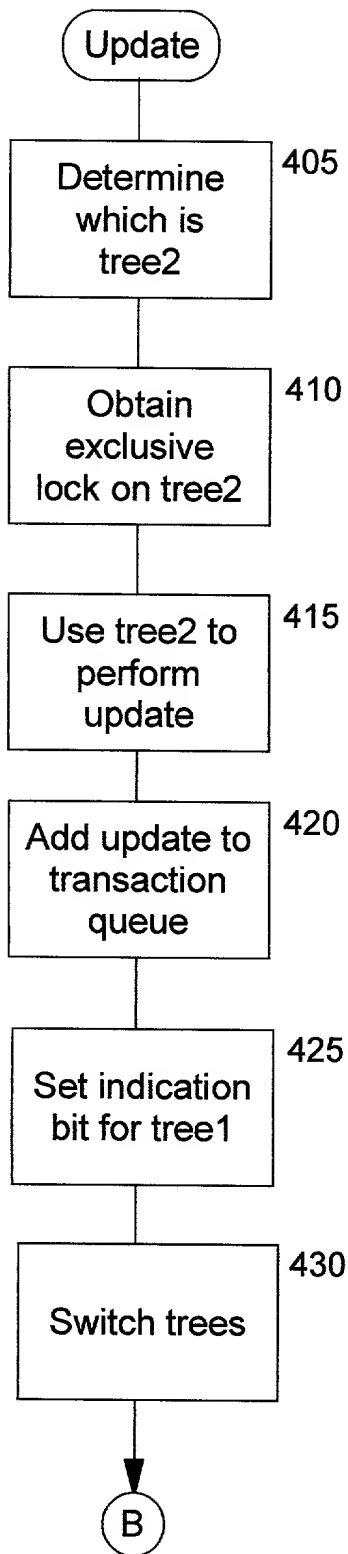 Update
405
Determine
which is
tree2
410
Obtain
exclusive
lock on tree2
415
Use tree2 to
perform
update
420
Add update to
transaction
queue
425
Set indication
bit for tree1
430
Switch trees
B